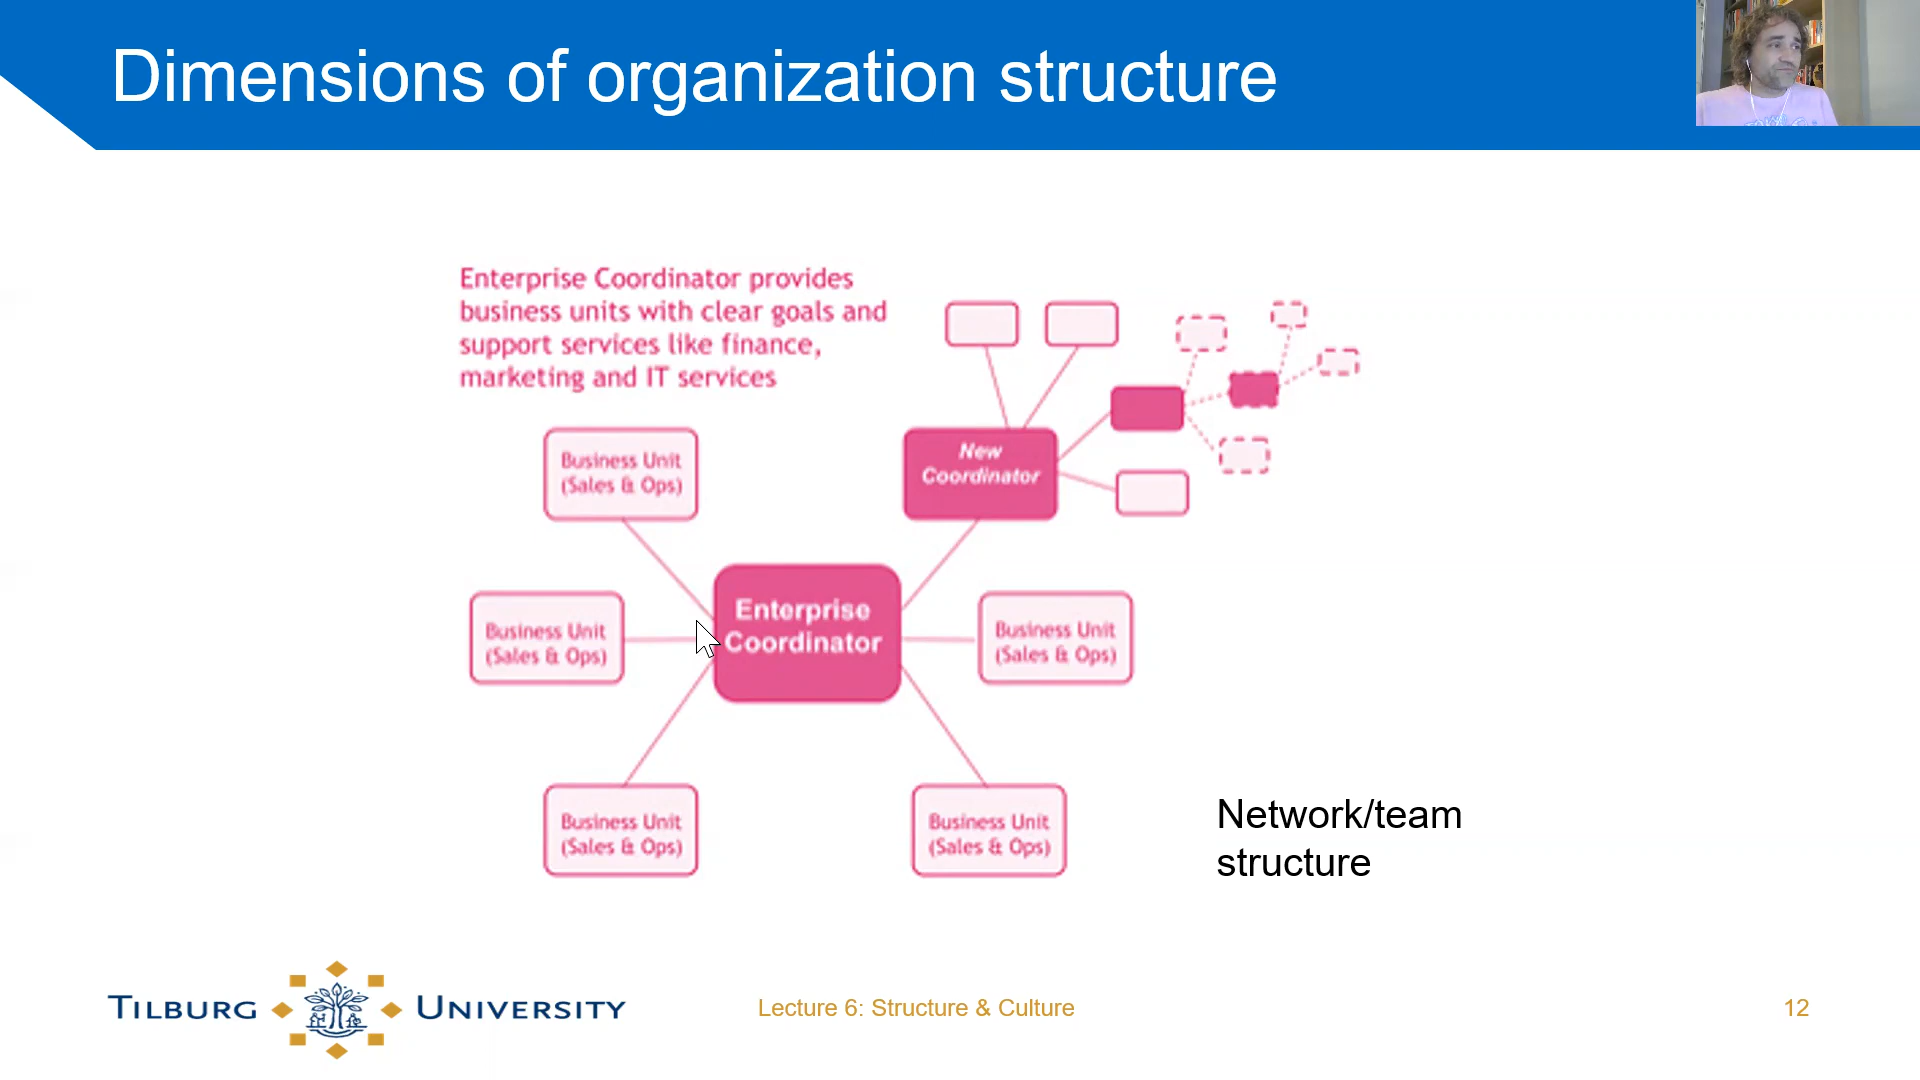 Dimensions of organization structure
Enterprise Coordinator provides
business units with clear goals and
support services like finance,
marketing and IT services
Business Unit
(Sales & Ops)
New
Coordinator
Business Unit
(Sales & Ops)
Enterprise
Coordinator
Business Unit
(Sales & Ops)
Business Unit
(Sales & Ops)
Business Unit
(Sales & Ops)
Network/team
structure
TILBURG UNIVERSITY
Lecture 6: Structure & Culture
12